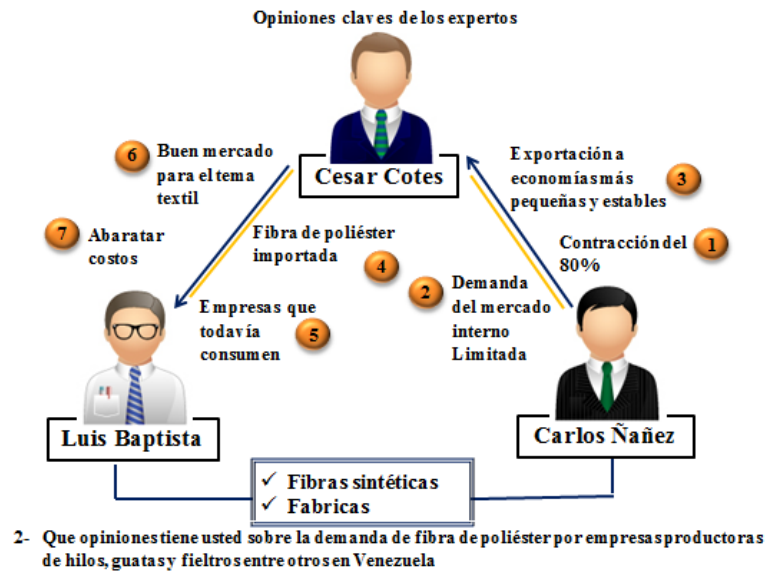 Opiniones claves de los expertos
Cesar Cotes
6
Buen mercado
para el tema
textil
Exportación a
economías más
pequeñas y estables
3
7
Abaratar
costos
Fibra de poliéster
importada
4
Contracción del
80%
1
2
Demanda
del mercado
interno
Limitada
Empresas que
todavía
consumen
5
Luis Baptista
Carlos Ñañez
✓ Fibras sintéticas
✓ Fabricas
2- Que opiniones tiene usted sobre la demanda de fibra de poliéster por empresas productoras
de hilos, guatas y fieltros entre otros en Venezuela